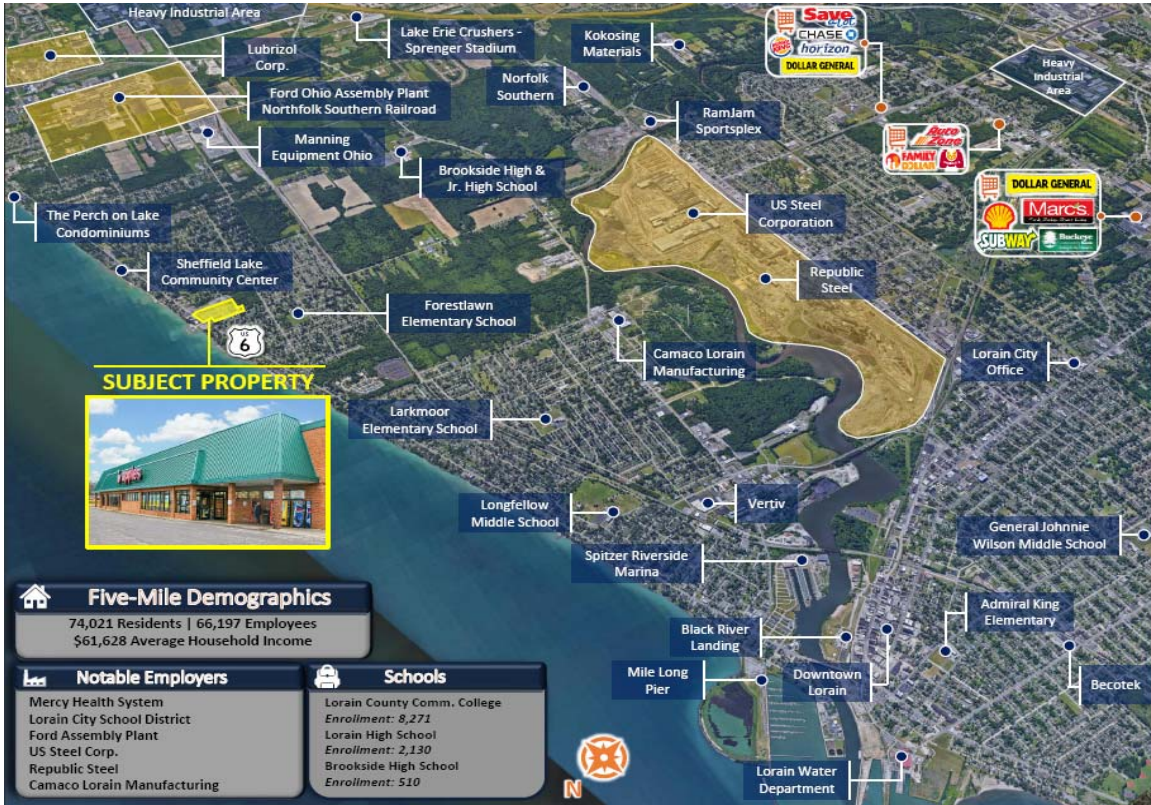 Heavy Industrial Area
Lubrizol
Corp.
Lake Erie Crushers -
Sprenger Stadium
Kokosing
Materials
Save
a lot
CHASE
BURGER
KING
horizon
DOLLAR GENERAL
Heavy
Industrial
Area
Ford Ohio Assembly Plant
Northfolk Southern Railroad
Norfolk
Southern
RamJam
Sportsplex
Auto
Zone
FAMILY
DOLLAR
Manning
Equipment Ohio
Brookside High &
Jr. High School
DOLLAR GENERAL
Marc's
SUBWAY
Buckeye
The Perch on Lake
Condominiums
US Steel
Corporation
Sheffield Lake
Community Center
Republic
Steel
Forestlawn
Elementary School
US
6
Camaco Lorain
Manufacturing
Lorain City
Office
SUBJECT PROPERTY
Larkmoor
Elementary School
Apples
Longfellow
Middle School
Vertiv
General Johnnie
Wilson Middle School
Spitzer Riverside
Marina
Five-Mile Demographics
74,021 Residents | 66,197 Employees
$61,628 Average Household Income
Admiral King
Elementary
Black River
Landing
Mile Long
Pier
Downtown
Lorain
Becotek
Notable Employers
Mercy Health System
Lorain City School District
Ford Assembly Plant
US Steel Corp.
Republic Steel
Camaco Lorain Manufacturing
Schools
Lorain County Comm. College
Enrollment: 8,271
Lorain High School
Enrollment: 2,130
Brookside High School
Enrollment: 510
N
Lorain Water
Department